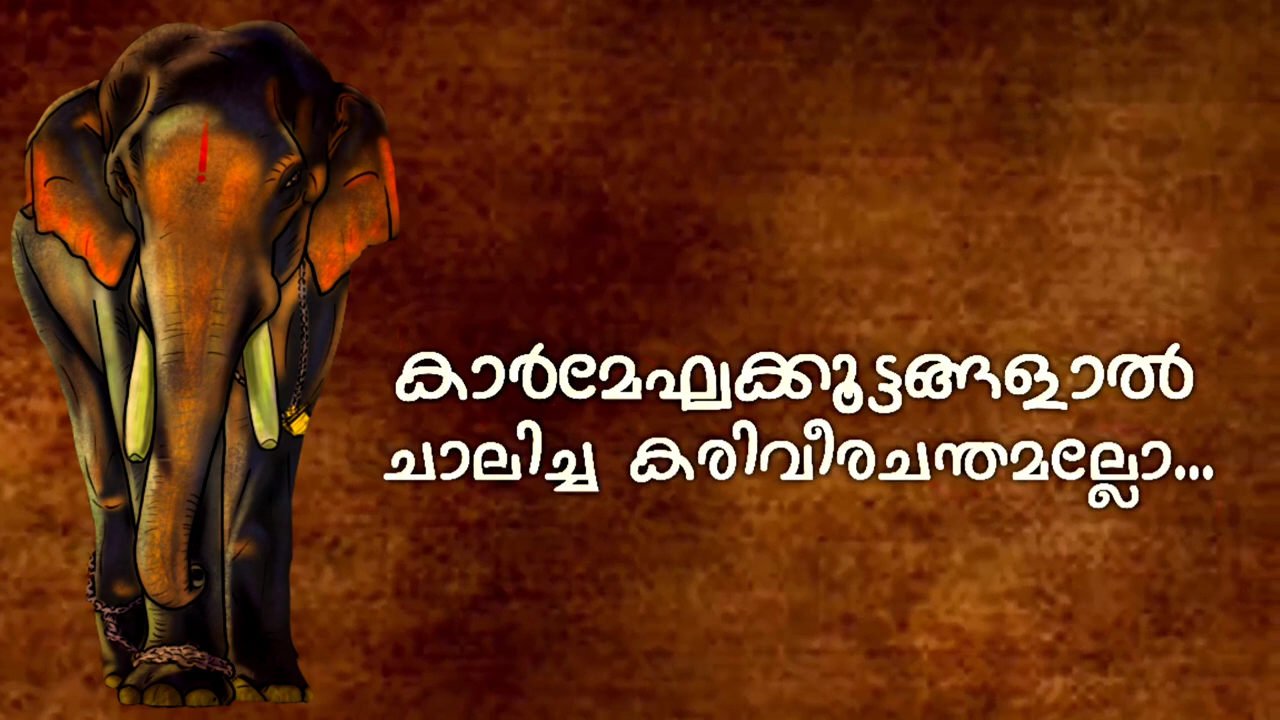 കാർമേഘക്കൂട്ടങ്ങളാൽ
ചാലിച്ച കരിവീരചന്തമല്ലോ...